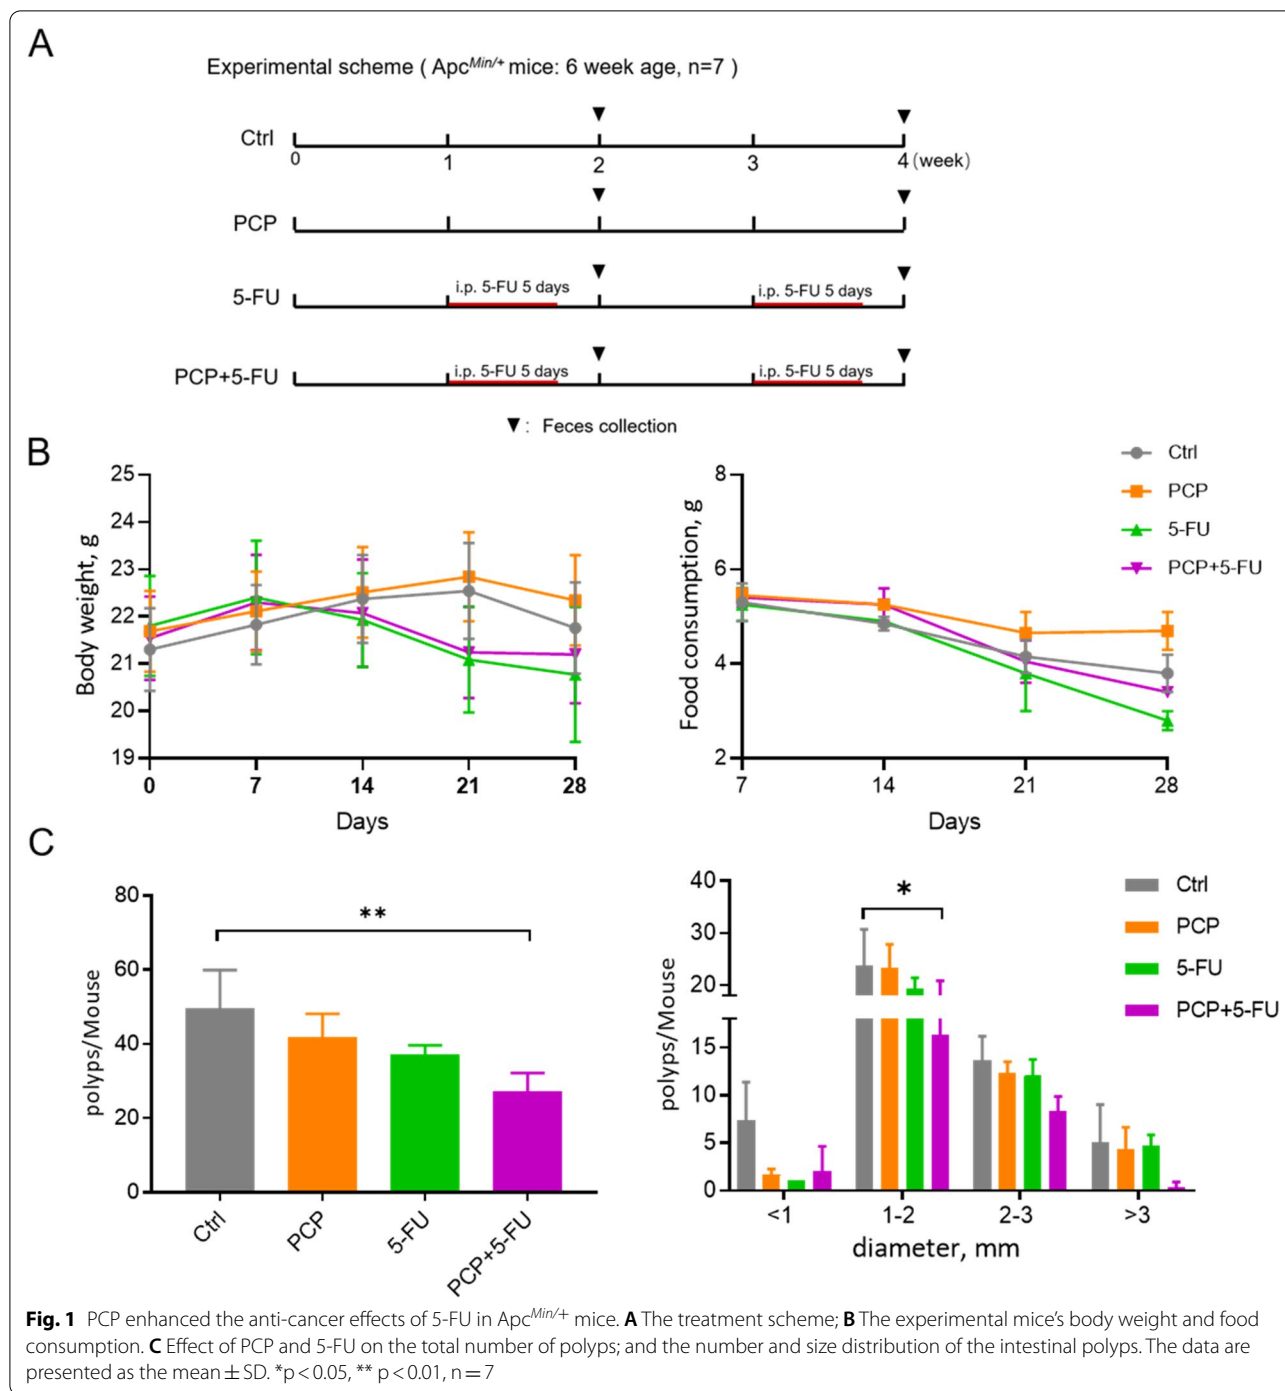 A
Experimental scheme ( Apc^Min/+ mice: 6 week age, n=7 )
Ctrl
0 1 2 3 4 (week)
PCP
5-FU
i.p. 5-FU 5 days i.p. 5-FU 5 days
PCP+5-FU
i.p. 5-FU 5 days i.p. 5-FU 5 days
▼: Feces collection
B
Body weight, g
25
24
23
22
21
20
19
0 7 14 21 28
Days
Food consumption, g
8
6
4
2
7 14 21 28
Days
Ctrl
PCP
5-FU
PCP+5-FU
C
polyps/Mouse
80
60
40
20
0
**
Ctrl PCP 5-FU PCP+5-FU
polyps/Mouse
40
30
20
15
10
5
0
*
<1 1-2 2-3 >3
diameter, mm
Ctrl
PCP
5-FU
PCP+5-FU
Fig. 1 PCP enhanced the anti-cancer effects of 5-FU in Apc^Min/+ mice. A The treatment scheme; B The experimental mice's body weight and food
consumption. C Effect of PCP and 5-FU on the total number of polyps; and the number and size distribution of the intestinal polyps. The data are
presented as the mean ± SD. *p < 0.05, ** p < 0.01, n = 7